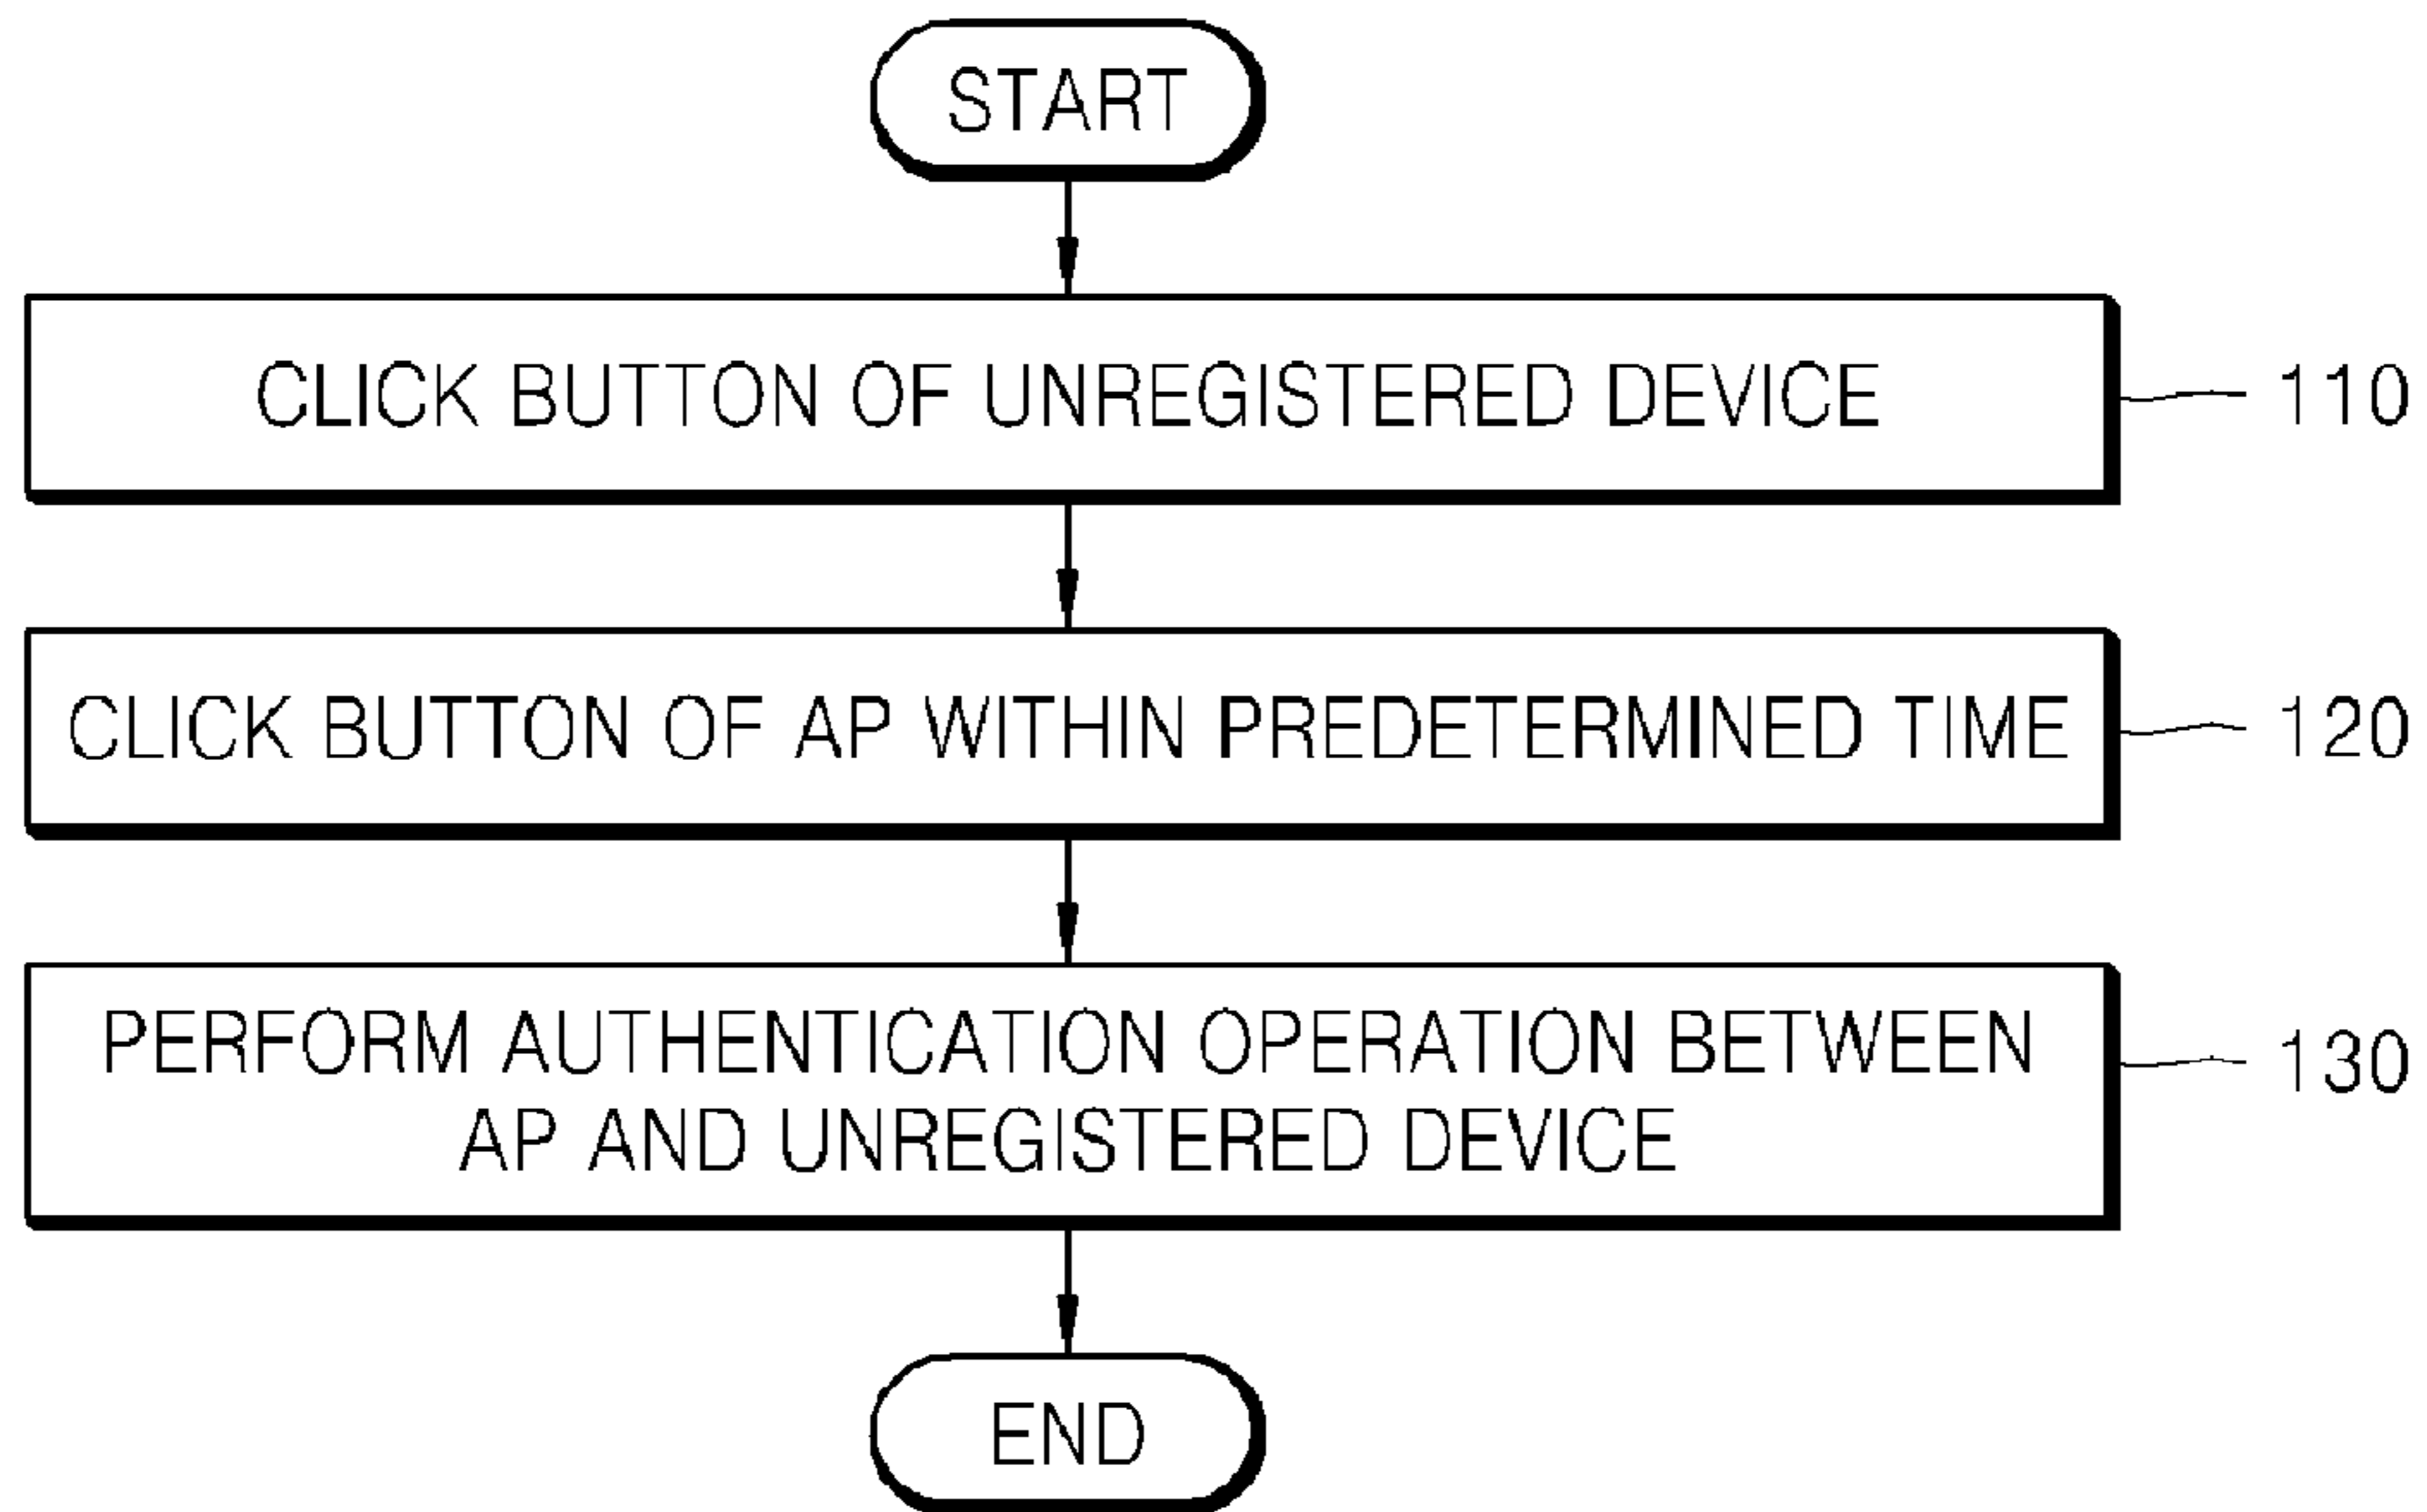 START
CLICK BUTTON OF UNREGISTERED DEVICE
110
CLICK BUTTON OF AP WITHIN PREDETERMINED TIME
120
PERFORM AUTHENTICATION OPERATION BETWEEN
AP AND UNREGISTERED DEVICE
130
END